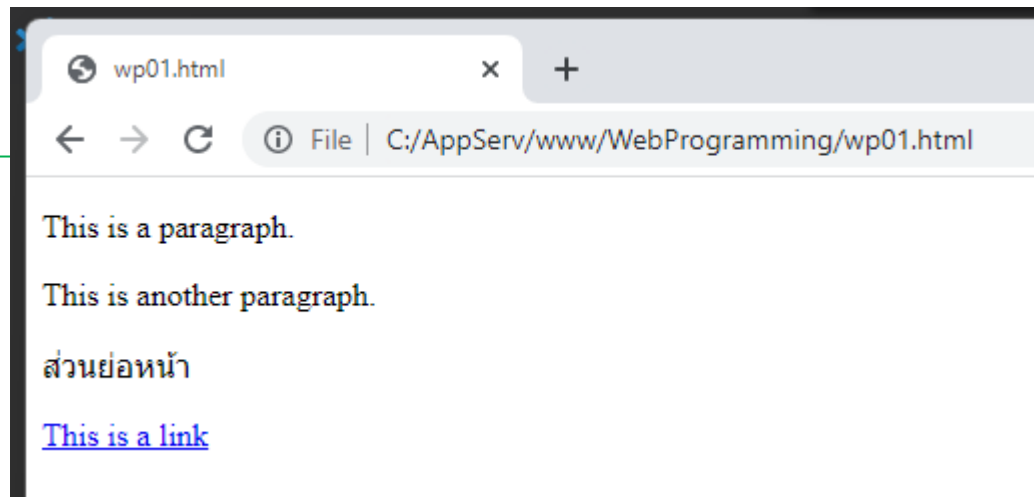 wp01.html
File | C:/AppServ/www/WebProgramming/wp01.html
This is a paragraph.
This is another paragraph.
ส่วนย่อหน้า
This is a link